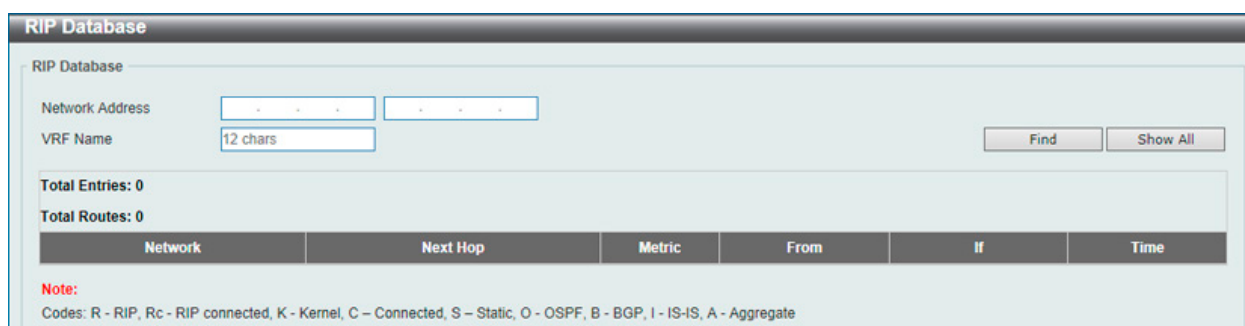 RIP Database
RIP Database
Network Address . . . . . .
VRF Name 12 chars Find Show All
Total Entries: 0
Total Routes: 0
Network Next Hop Metric From If Time
Note:
Codes: R - RIP, Rc - RIP connected, K - Kernel, C – Connected, S – Static, O - OSPF, B - BGP, I - IS-IS, A - Aggregate